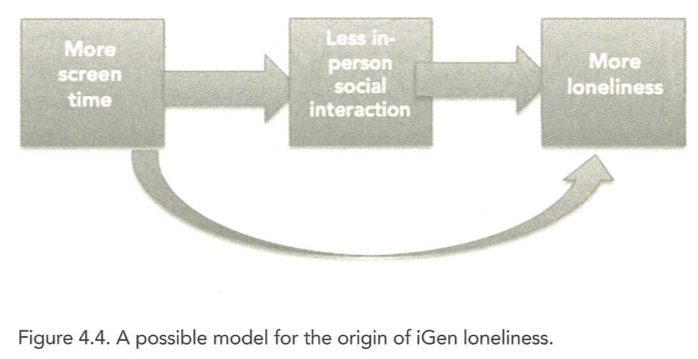 More
screen
time
Less in-
person
social
interaction
More
loneliness
Figure 4.4. A possible model for the origin of iGen loneliness.